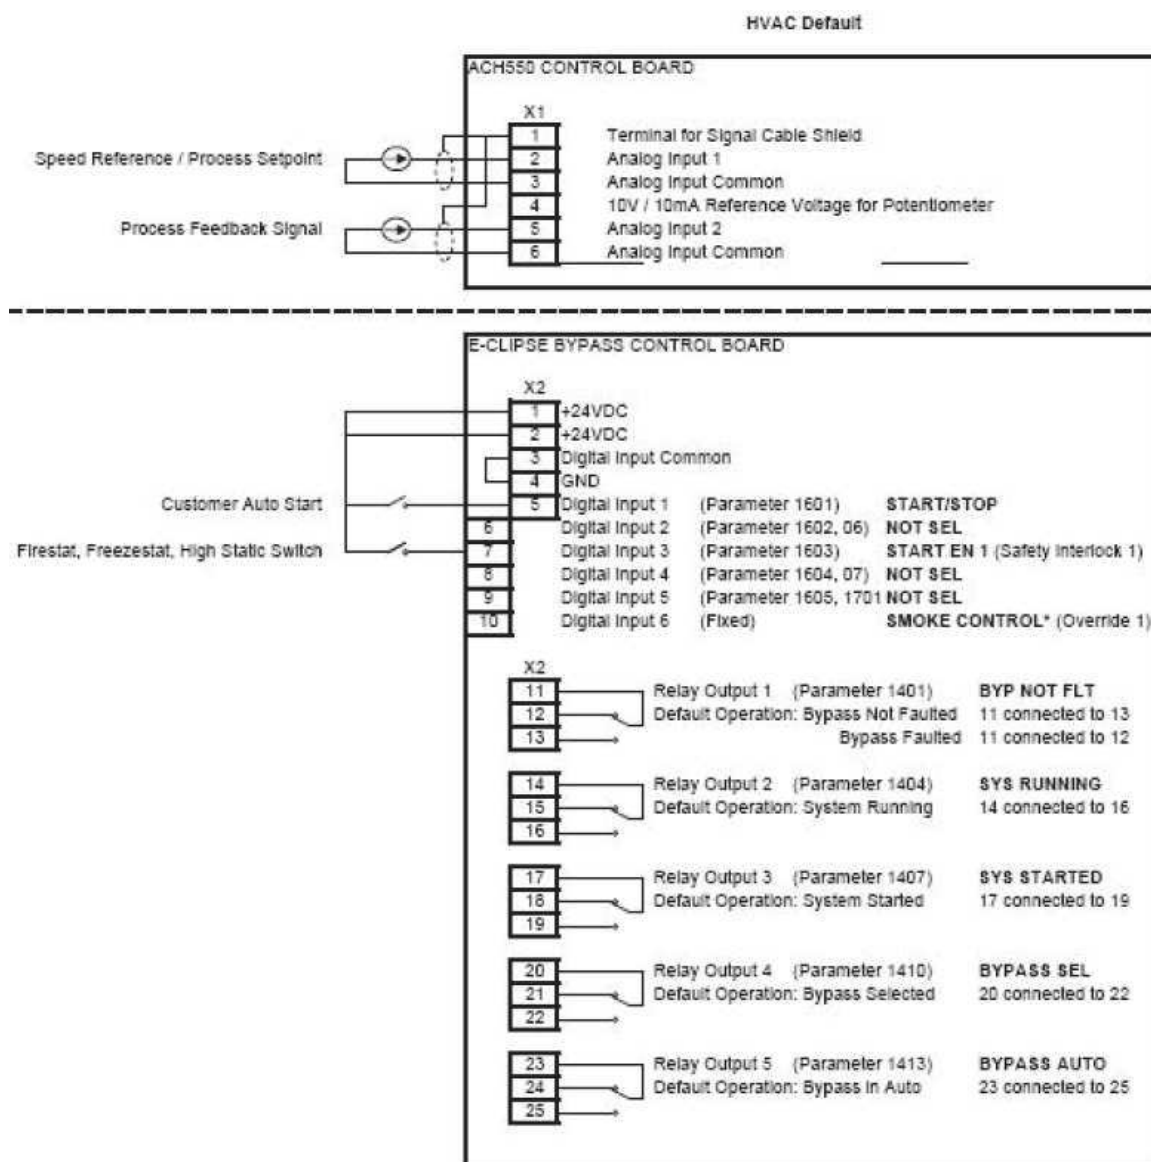 HVAC Default
ACH550 CONTROL BOARD
X1
1 Terminal for Signal Cable Shield
Speed Reference / Process Setpoint 2 Analog Input 1
3 Analog Input Common
4 10V / 10mA Reference Voltage for Potentiometer
Process Feedback Signal 5 Analog Input 2
6 Analog Input Common
E-CLIPSE BYPASS CONTROL BOARD
X2
1 +24VDC
2 +24VDC
3 Digital Input Common
4 GND
Customer Auto Start 5 Digital Input 1 (Parameter 1601) START/STOP
6 Digital Input 2 (Parameter 1602, 06) NOT SEL
Firestat, Freezestat, High Static Switch 7 Digital Input 3 (Parameter 1603) START EN 1 (Safety Interlock 1)
8 Digital Input 4 (Parameter 1604, 07) NOT SEL
9 Digital Input 5 (Parameter 1605, 1701 NOT SEL
10 Digital Input 6 (Fixed) SMOKE CONTROL* (Override 1)
X2
11 Relay Output 1 (Parameter 1401) BYP NOT FLT
12 Default Operation: Bypass Not Faulted 11 connected to 13
13 Bypass Faulted 11 connected to 12
14 Relay Output 2 (Parameter 1404) SYS RUNNING
15 Default Operation: System Running 14 connected to 16
16
17 Relay Output 3 (Parameter 1407) SYS STARTED
18 Default Operation: System Started 17 connected to 19
19
20 Relay Output 4 (Parameter 1410) BYPASS SEL
21 Default Operation: Bypass Selected 20 connected to 22
22
23 Relay Output 5 (Parameter 1413) BYPASS AUTO
24 Default Operation: Bypass in Auto 23 connected to 25
25